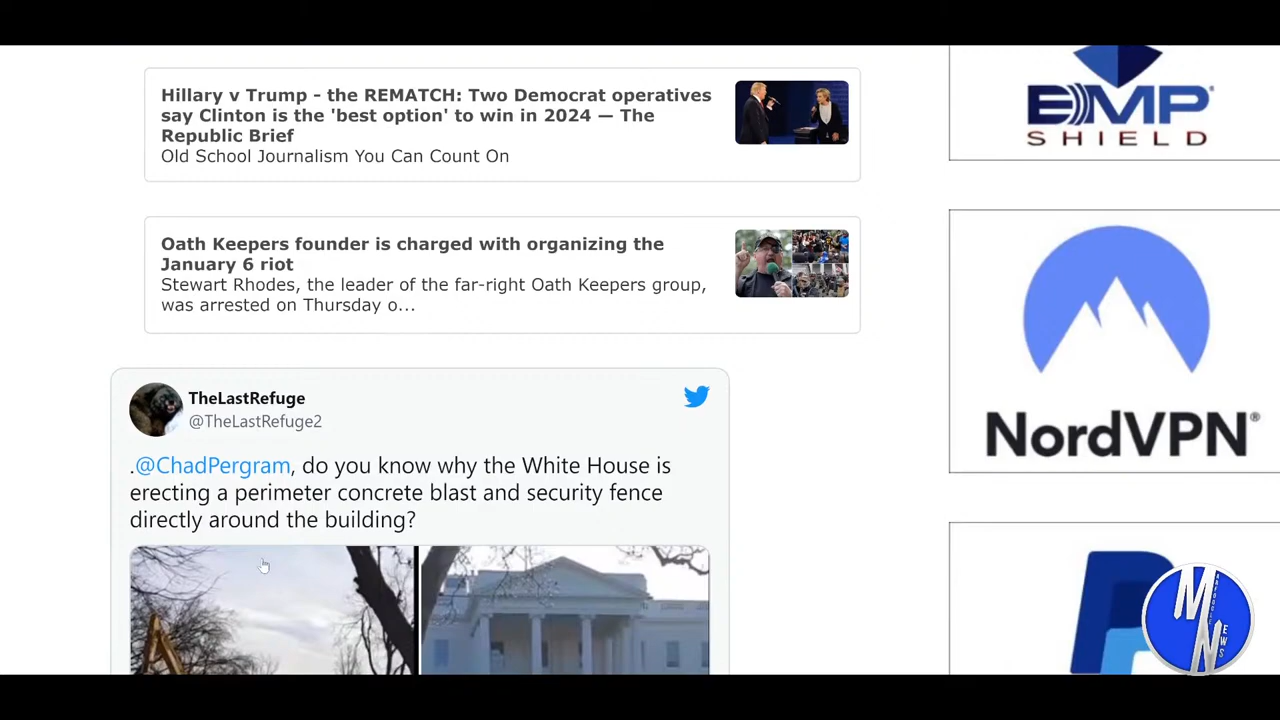 Hillary v Trump - the REMATCH: Two Democrat operatives
say Clinton is the 'best option' to win in 2024 — The
Republic Brief
Old School Journalism You Can Count On
Oath Keepers founder is charged with organizing the
January 6 riot
Stewart Rhodes, the leader of the far-right Oath Keepers group,
was arrested on Thursday o...
TheLastRefuge
@TheLastRefuge2
.@ChadPergram, do you know why the White House is
erecting a perimeter concrete blast and security fence
directly around the building?
EMP®
SHIELD
NordVPN®